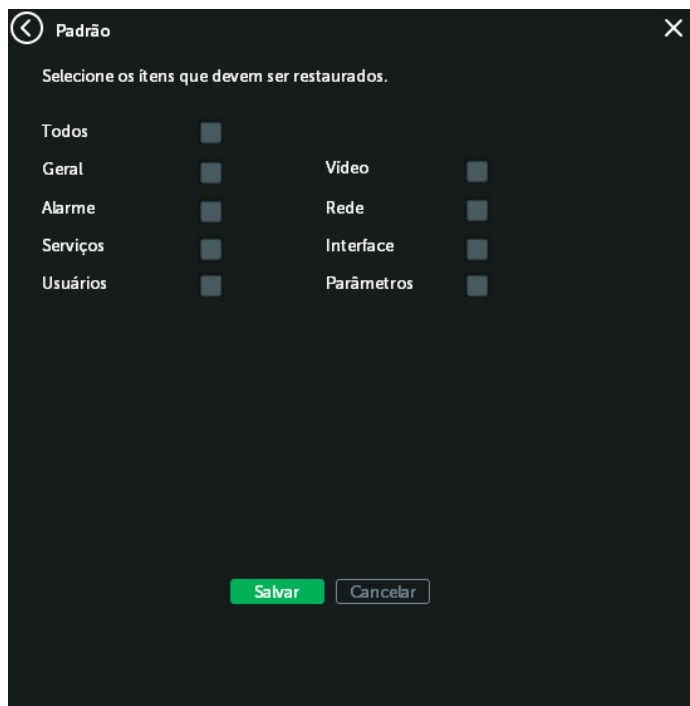 Padrão
Selecione os ítens que devem ser restaurados.
Todos
Geral Vídeo
Alarme Rede
Serviços Interface
Usuários Parâmetros
Salvar Cancelar